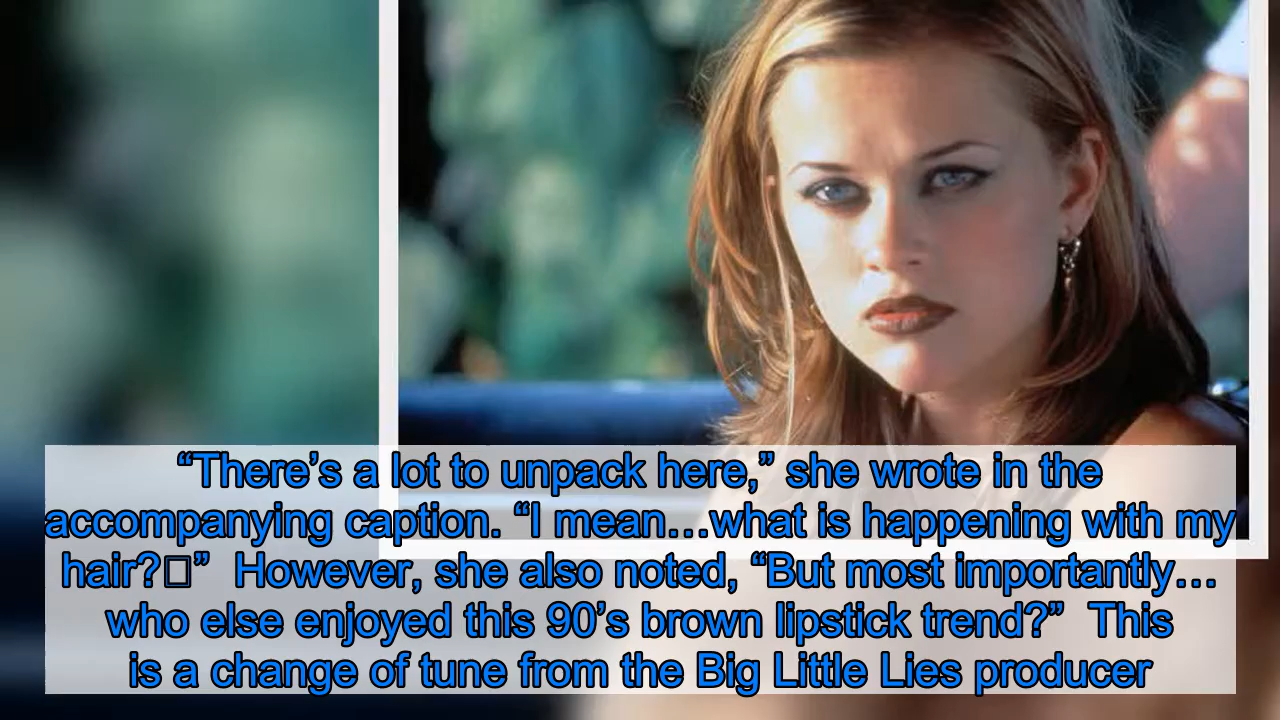 “There’s a lot to unpack here,” she wrote in the
accompanying caption. “I mean…what is happening with my
hair?□”  However, she also noted, “But most importantly…
who else enjoyed this 90’s brown lipstick trend?”  This
is a change of tune from the Big Little Lies producer